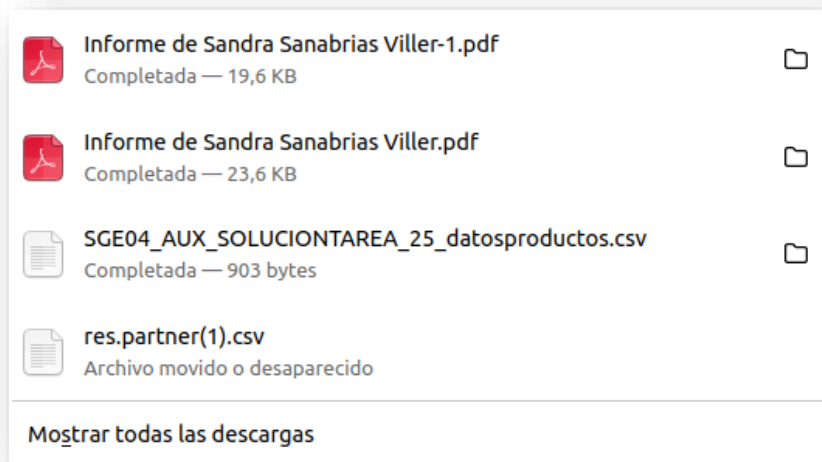 Informe de Sandra Sanabrias Viller-1.pdf
Completada — 19,6 KB
Informe de Sandra Sanabrias Viller.pdf
Completada — 23,6 KB
SGE04_AUX_SOLUCIONTAREA_25_datosproductos.csv
Completada — 903 bytes
res.partner(1).csv
Archivo movido o desaparecido
Mostrar todas las descargas